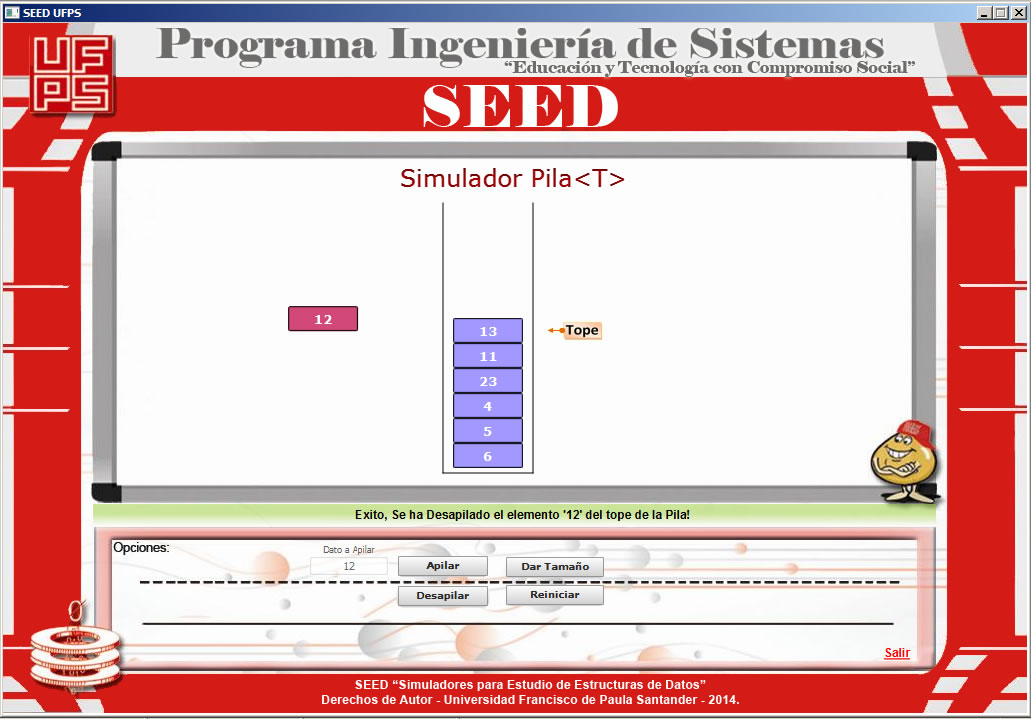 SEED UFPS
UFPS
Programa Ingeniería de Sistemas
“Educación y Tecnología con Compromiso Social”
SEED
Simulador Pila<T>
12
13
Tope
11
23
4
5
6
Exito, Se ha Desapilado el elemento '12' del tope de la Pila!
Opciones:
Dato a Apilar
12
Apilar
Dar Tamaño
Desapilar
Reiniciar
Salir
SEED “Simuladores para Estudio de Estructuras de Datos”
Derechos de Autor - Universidad Francisco de Paula Santander - 2014.